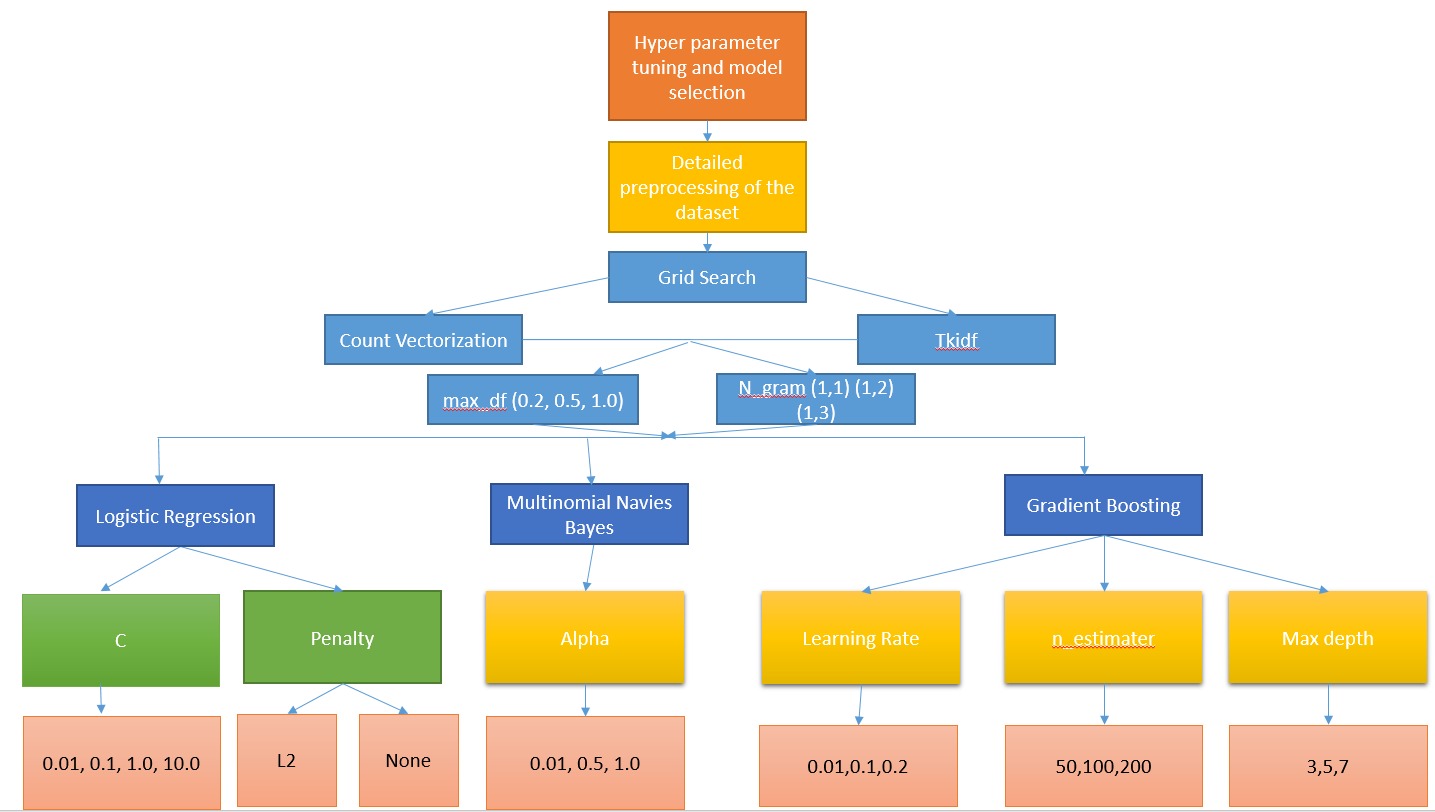 Hyper parameter
tuning and model
selection
Detailed
preprocessing of the
dataset
Grid Search
Count Vectorization
Tkidf
max_df (0.2, 0.5, 1.0)
N_gram (1,1) (1,2)
(1,3)
Logistic Regression
Multinomial Navies
Bayes
Gradient Boosting
C
Penalty
Alpha
Learning Rate
n_estimater
Max depth
0.01, 0.1, 1.0, 10.0
L2
None
0.01, 0.5, 1.0
0.01,0.1,0.2
50,100,200
3,5,7